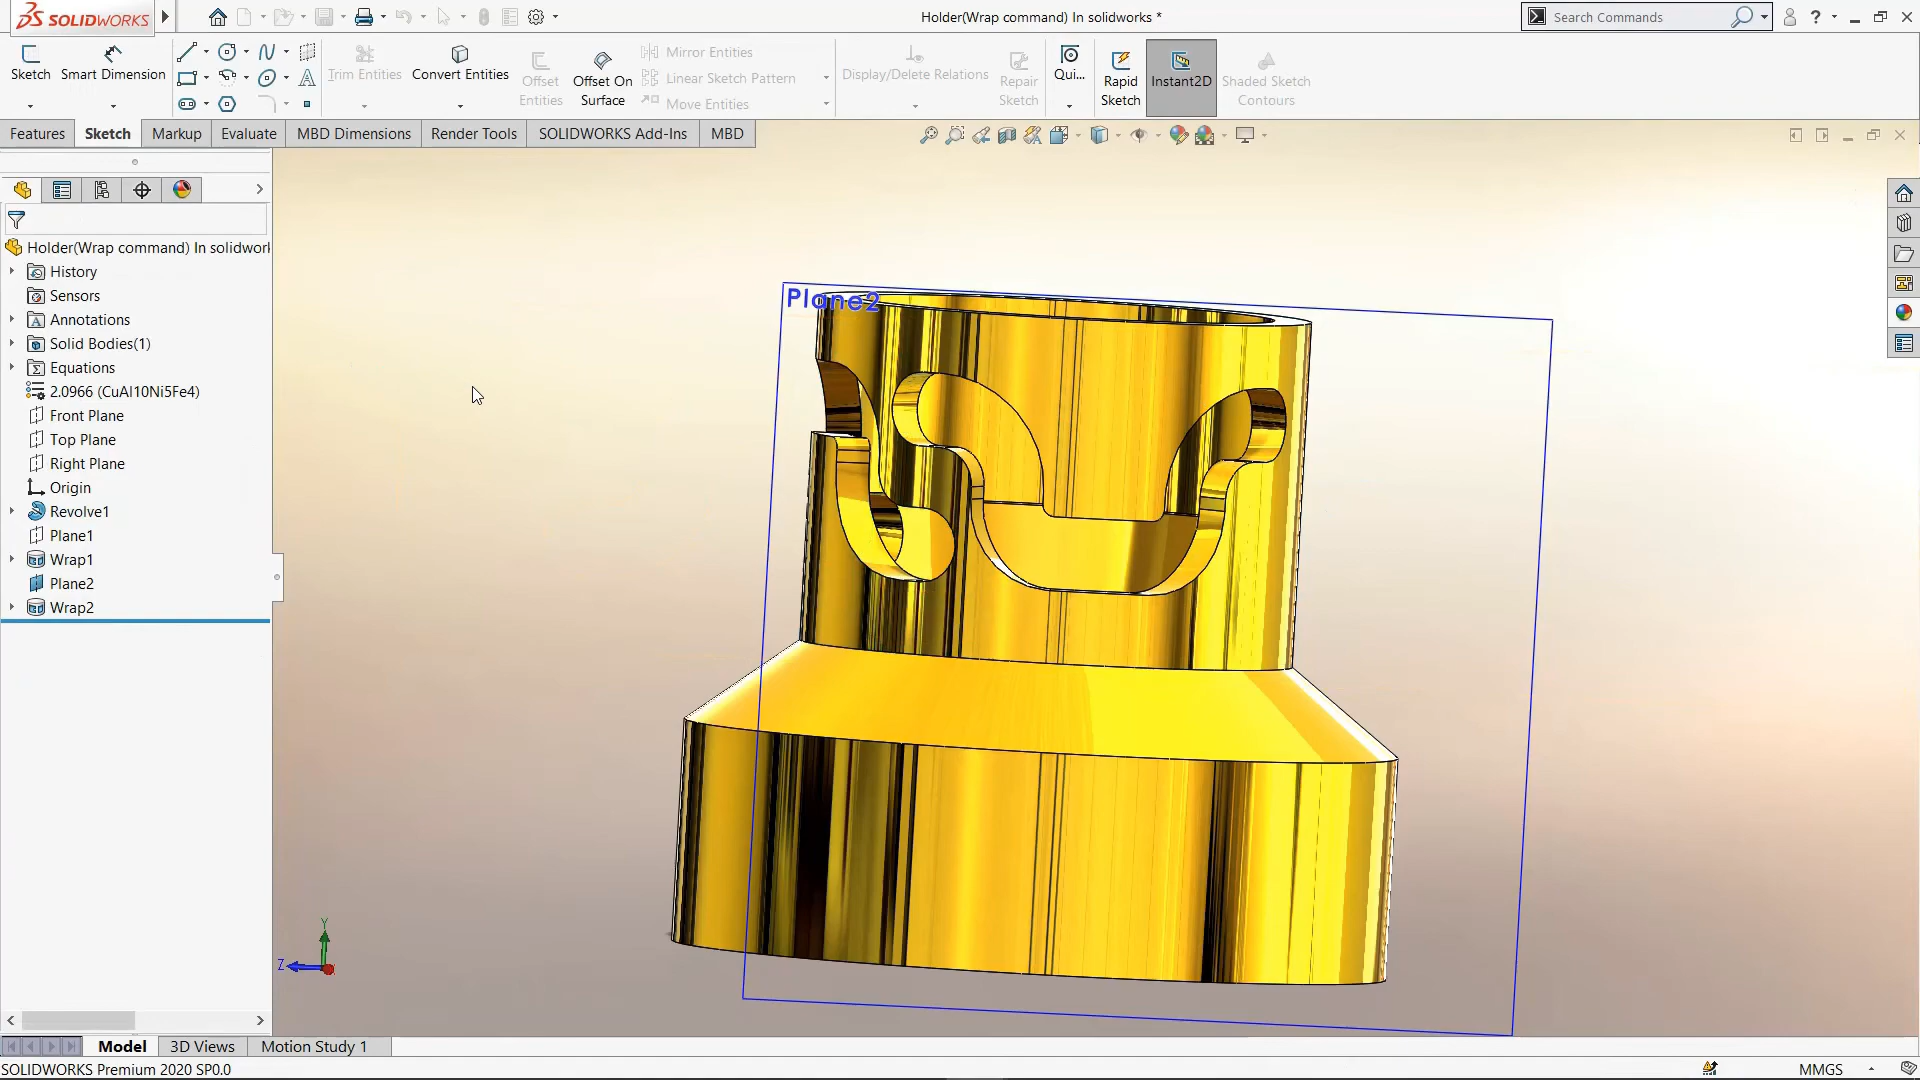 SOLIDWORKS
Holder(Wrap command) In solidworks *
Search Commands
?
Sketch
Smart Dimension
Trim Entities
Convert Entities
Offset
Entities
Offset On
Surface
Mirror Entities
Linear Sketch Pattern
Move Entities
Display/Delete Relations
Repair
Sketch
Qui...
Rapid
Sketch
Instant2D
Shaded Sketch
Contours
Features
Sketch
Markup
Evaluate
MBD Dimensions
Render Tools
SOLIDWORKS Add-Ins
MBD
Holder(Wrap command) In solidwork
History
Sensors
Annotations
Solid Bodies(1)
Equations
2.0966 (CuAl10Ni5Fe4)
Front Plane
Top Plane
Right Plane
Origin
Revolve1
Plane1
Wrap1
Plane2
Wrap2
Plane2
Y
Z
Model
3D Views
Motion Study 1
SOLIDWORKS Premium 2020 SP0.0
MMGS